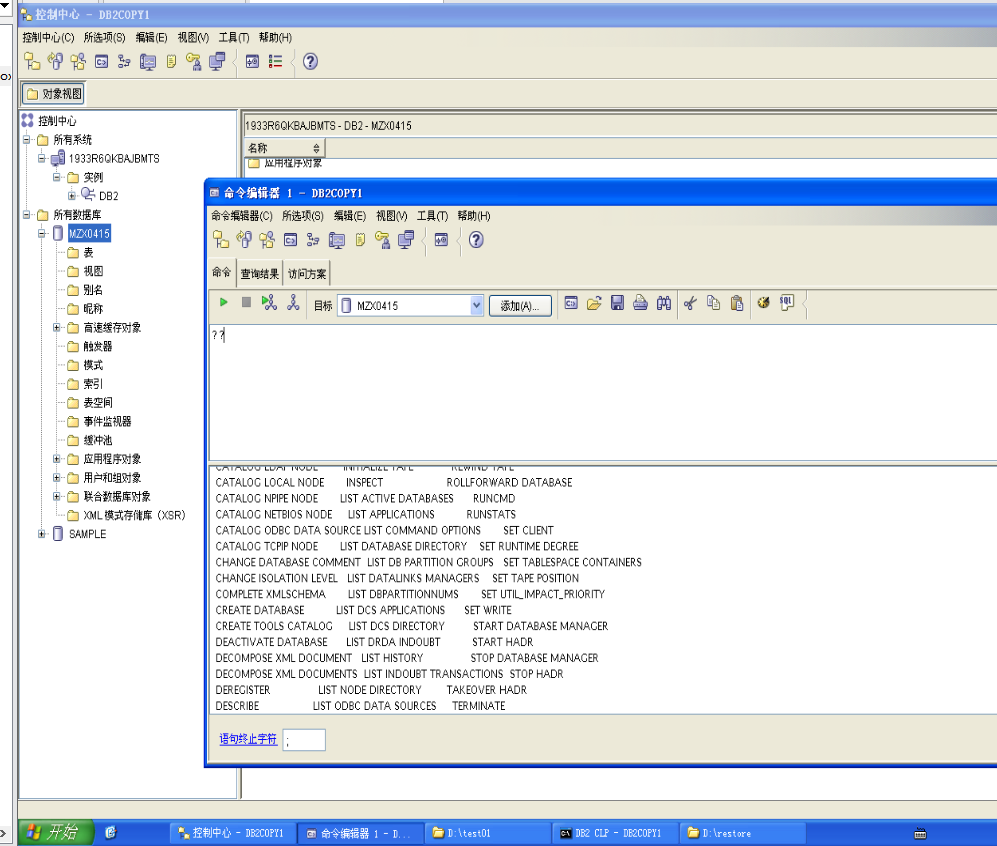 控制中心 - DB2COPY1
控制中心(C) 所选项(S) 编辑(E) 视图(V) 工具(T) 帮助(H)
对象视图
控制中心
所有系统
1933R6QKBAJBMTS
实例
DB2
所有数据库
MZX0415
表
视图
别名
昵称
高速缓存对象
触发器
模式
索引
表空间
事件监视器
缓冲池
应用程序对象
用户和组对象
联合数据库对象
XML 模式存储库（XSR）
SAMPLE
1933R6QKBAJBMTS - DB2 - MZX0415
名称
应用程序对象
命令编辑器 1 - DB2COPY1
命令编辑器(C) 所选项(S) 编辑(E) 视图(V) 工具(T) 帮助(H)
命令 查询结果 访问方案
目标 MZX0415 添加(A)...
??
CATALOG LDAP NODE INITIALIZE TAPE REWIND TAPE
CATALOG LOCAL NODE INSPECT ROLLFORWARD DATABASE
CATALOG NPIPE NODE LIST ACTIVE DATABASES RUNCMD
CATALOG NETBIOS NODE LIST APPLICATIONS RUNSTATS
CATALOG ODBC DATA SOURCE LIST COMMAND OPTIONS SET CLIENT
CATALOG TCPIP NODE LIST DATABASE DIRECTORY SET RUNTIME DEGREE
CHANGE DATABASE COMMENT LIST DB PARTITION GROUPS SET TABLESPACE CONTAINERS
CHANGE ISOLATION LEVEL LIST DATALINKS MANAGERS SET TAPE POSITION
COMPLETE XMLSCHEMA LIST DBPARTITIONNUMS SET UTIL_IMPACT_PRIORITY
CREATE DATABASE LIST DCS APPLICATIONS SET WRITE
CREATE TOOLS CATALOG LIST DCS DIRECTORY START DATABASE MANAGER
DEACTIVATE DATABASE LIST DRDA INDOUBT START HADR
DECOMPOSE XML DOCUMENT LIST HISTORY STOP DATABASE MANAGER
DECOMPOSE XML DOCUMENTS LIST INDOUBT TRANSACTIONS STOP HADR
DEREGISTER LIST NODE DIRECTORY TAKEOVER HADR
DESCRIBE LIST ODBC DATA SOURCES TERMINATE
语句终止字符 ;
开始 控制中心 - DB2COPY1 命令编辑器 1 - D... D:\test01 DB2 CLP - DB2COPY1 D:\restore